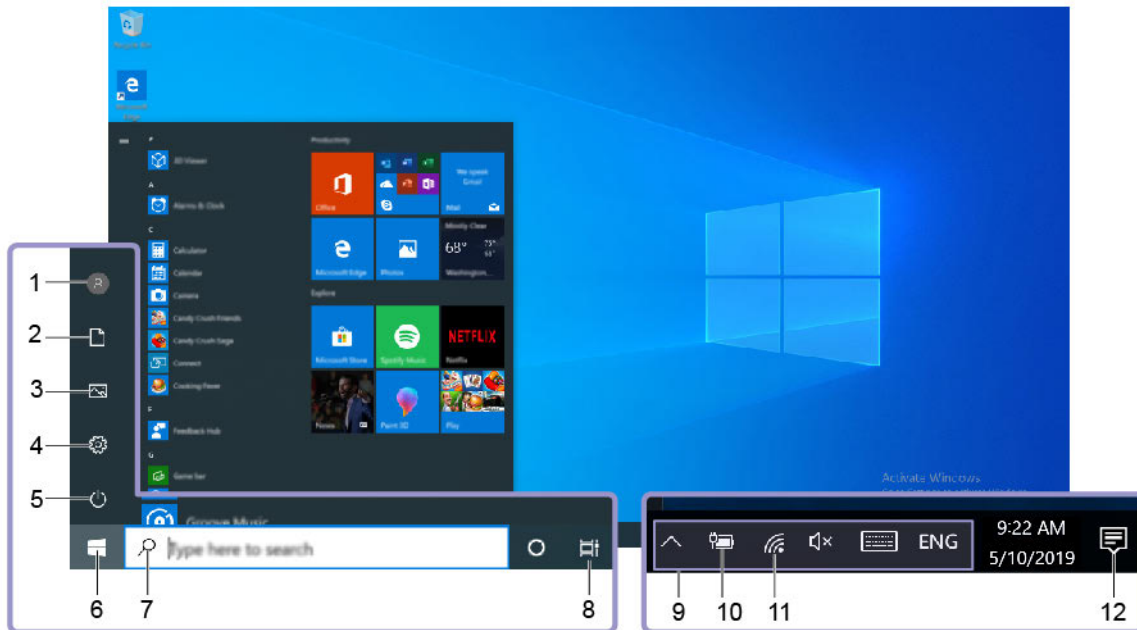 Recycle Bin
Microsoft
Edge
Productivity
3D Viewer
A
Alarms & Clock
We speak
Gmail
Office
Mail
C
Calculator
Calendar
Camera
Candy Crush Friends
Candy Crush Saga
Connect
Cooking Fever
F
Feedback Hub
G
Game bar
Groove Music
Mostly Clear
68°
Microsoft Edge
Photos
Washington,...
Explore
NETFLIX
Microsoft Store
Spotify Music
Netflix
News
Paint 3D
Play
Activate Windows
1
2
3
4
5
Type here to search
6
7
8
ENG
9:22 AM
5/10/2019
9
10
11
12